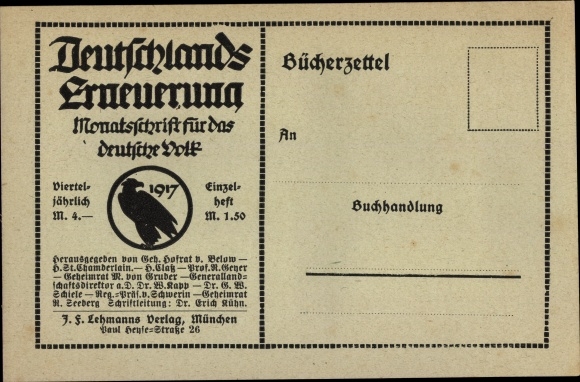 Deutschlands
Erneuerung
Monatsschrift für das
deutsche Volk
Viertel-
jährlich
M. 4.—
1917
Einzel-
heft
M. 1.50
Herausgegeben von Geh. Hofrat v. Below —
H. St. Chamberlain. — H. Claß — Prof. R. Geyer
— Geheimrat M. von Gruber — Generalland-
schaftsdirektor a. D. Dr. W. Kapp — Dr. G. W.
Schiele — Reg.-Präs. v. Schwerin — Geheimrat
R. Seeberg Schriftleitung: Dr. Erich Kühn.
J. F. Lehmanns Verlag, München
Paul Heyse-Straße 26
Bücherzettel
An
Buchhandlung